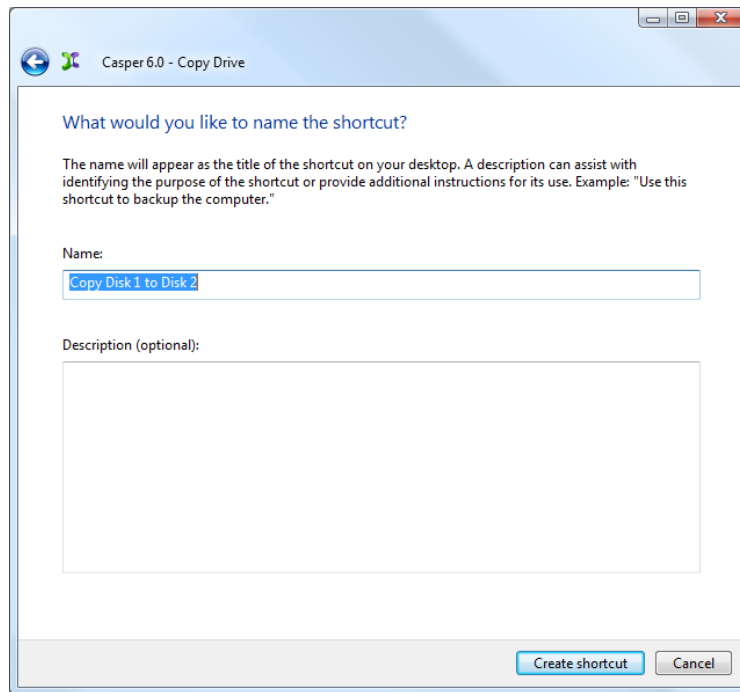 Casper 6.0 - Copy Drive
What would you like to name the shortcut?
The name will appear as the title of the shortcut on your desktop. A description can assist with
identifying the purpose of the shortcut or provide additional instructions for its use. Example: "Use this
shortcut to backup the computer."
Name:
Copy Disk 1 to Disk 2
Description (optional):
Create shortcut
Cancel